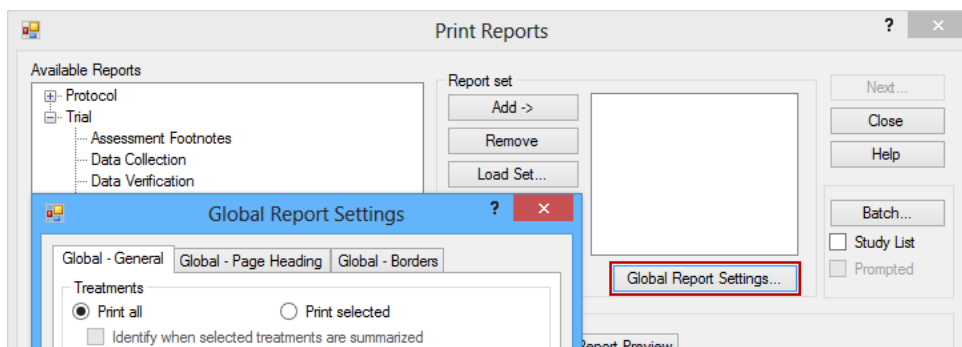 Print Reports
?
Available Reports
Protocol
Trial
Assessment Footnotes
Data Collection
Data Verification
Report set
Add ->
Remove
Load Set...
Global Report Settings...
Next...
Close
Help
Batch...
Study List
Prompted
Report Preview
Global Report Settings
?
Global - General
Global - Page Heading
Global - Borders
Treatments
Print all
Print selected
Identify when selected treatments are summarized